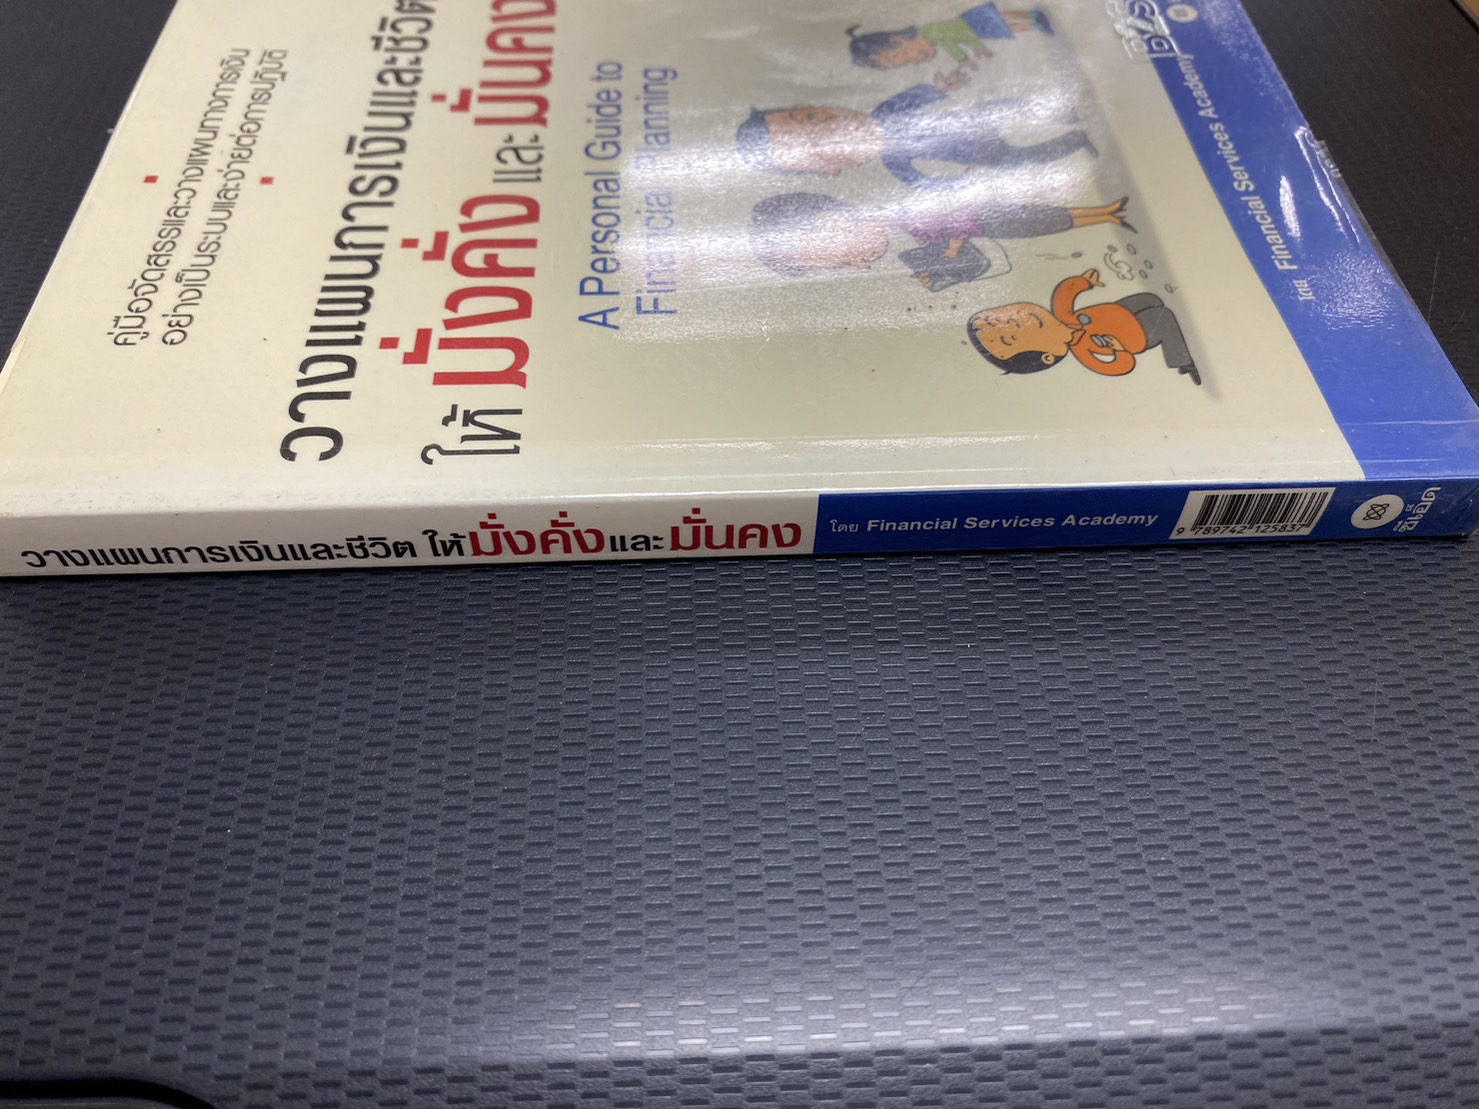 คู่มือจัดสรรและวางแผนทางการเงิน
อย่างเป็นระบบและง่ายต่อการปฏิบัติ
วางแผนการเงินและชีวิต
ให้ มั่งคั่ง และ มั่นคง
A Personal Guide to
Financial Planning
โดย Financial Services Academy
วางแผนการเงินและชีวิต ให้ มั่งคั่ง และ มั่นคง
โดย Financial Services Academy
9 789742 125837
ซีเอ็ด